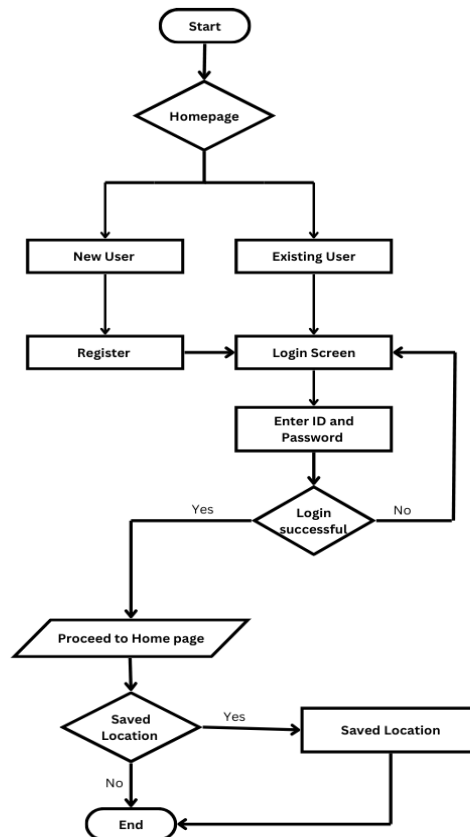 Start
Homepage
New User
Existing User
Register
Login Screen
Enter ID and
Password
Login
successful
Yes
No
Proceed to Home page
Saved
Location
Yes
Saved Location
No
End